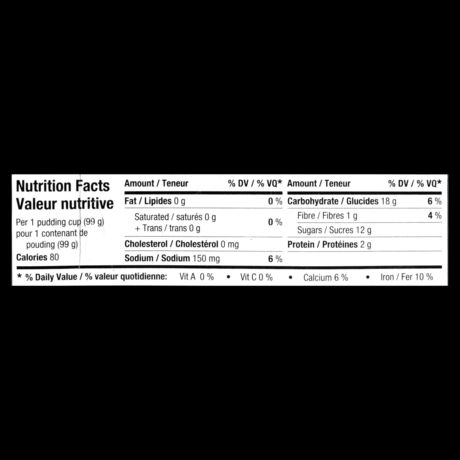 Nutrition Facts
Valeur nutritive
Per 1 pudding cup (99 g)
pour 1 contenant de
pouding (99 g)
Calories 80
Amount / Teneur % DV / % VQ*
Fat / Lipides 0 g 0 %
Saturated / saturés 0 g
+ Trans / trans 0 g
0 %
Cholesterol / Cholestérol 0 mg
Sodium / Sodium 150 mg 6 %
Amount / Teneur % DV / % VQ*
Carbohydrate / Glucides 18 g 6 %
Fibre / Fibres 1 g 4 %
Sugars / Sucres 12 g
Protein / Protéines 2 g
* % Daily Value / % valeur quotidienne: Vit A 0 % • Vit C 0 % • Calcium 6 % • Iron / Fer 10 %